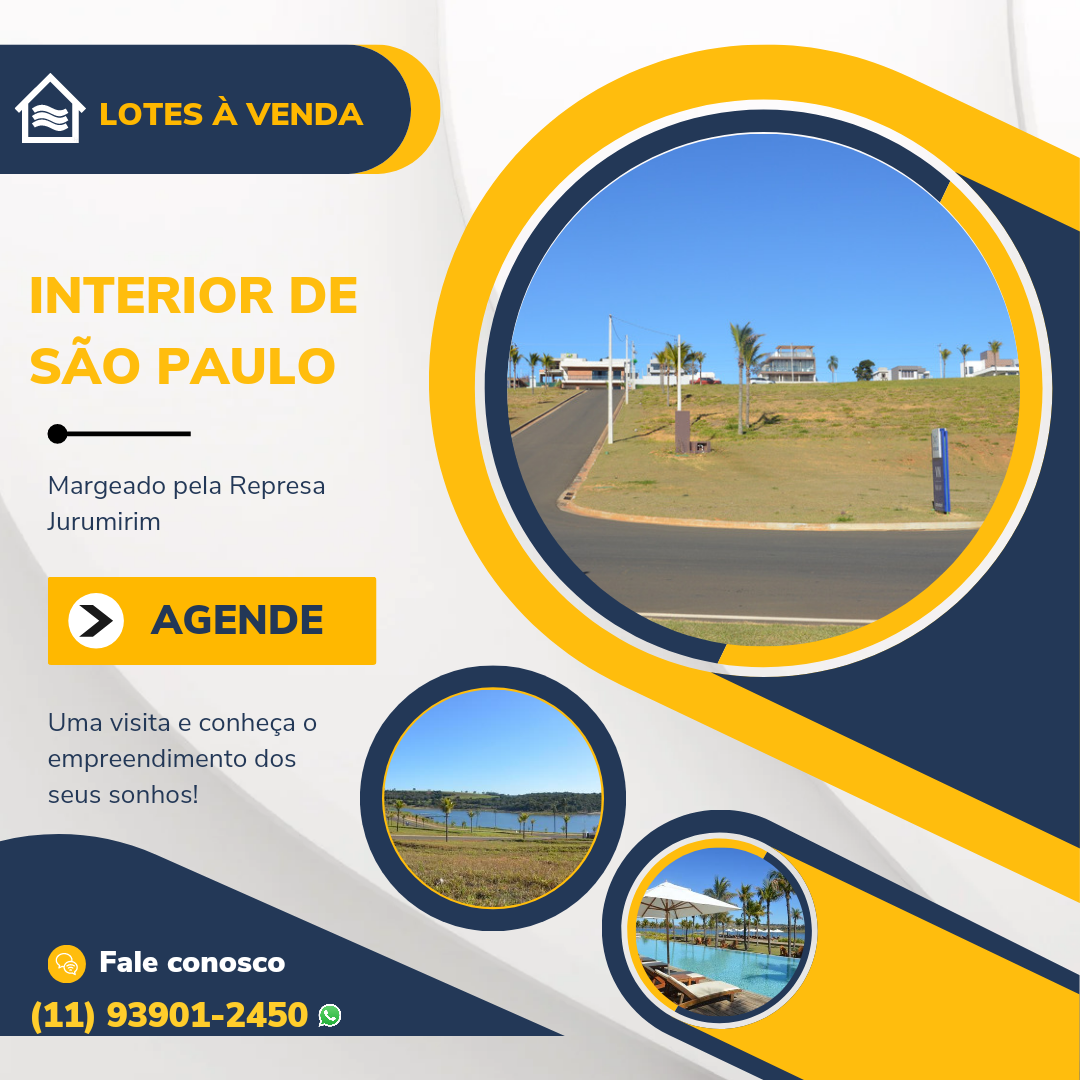 LOTES À VENDA
INTERIOR DE
SÃO PAULO
Margeado pela Represa
Jurumirim
AGENDE
Uma visita e conheça o
empreendimento dos
seus sonhos!
Fale conosco
(11) 93901-2450